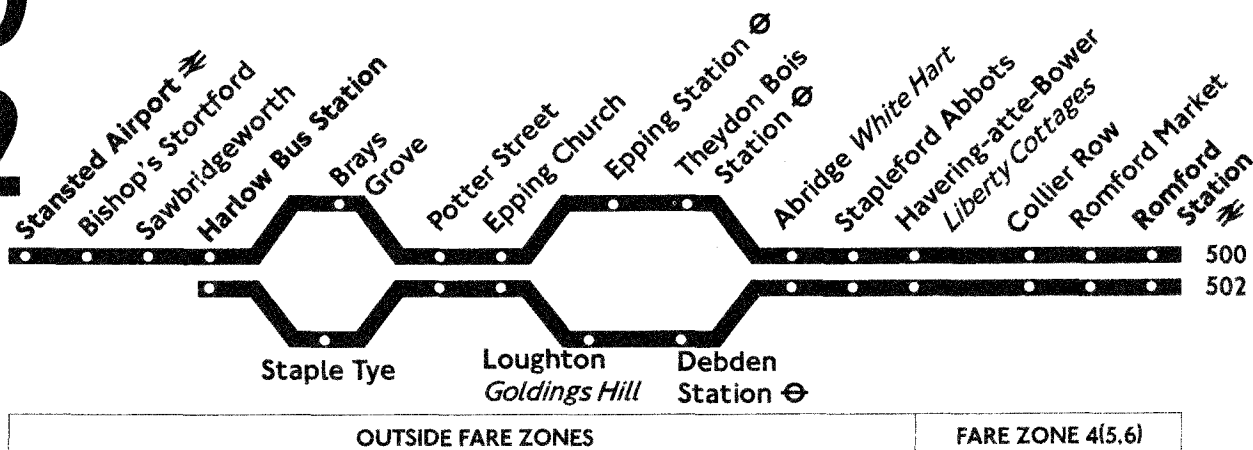 Stansted Airport
Bishop's Stortford
Sawbridgeworth
Harlow Bus Station
Brays
Grove
Potter Street
Epping Church
Epping Station
Theydon Bois
Station
Abridge White Hart
Stapleford Abbots
Havering-atte-Bower
Liberty Cottages
Collier Row
Romford Market
Romford
Station
500
502
Staple Tye
Loughton
Goldings Hill
Debden
Station
OUTSIDE FARE ZONES
FARE ZONE 4(5,6)